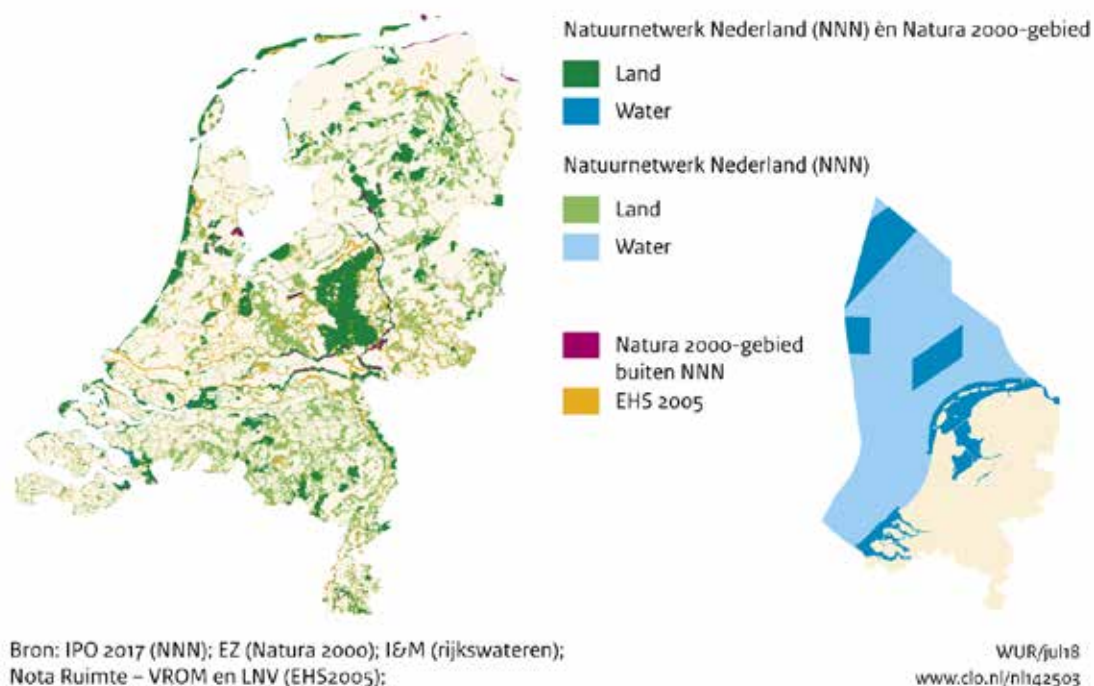 Natuurnetwerk Nederland (NNN) èn Natura 2000-gebied
Land
Water
Natuurnetwerk Nederland (NNN)
Land
Water
Natura 2000-gebied
buiten NNN
EHS 2005
Bron: IPO 2017 (NNN); EZ (Natura 2000); I&M (rijkswateren);
Nota Ruimte – VROM en LNV (EHS2005);
WUR/jul18
www.clo.nl/nl142503